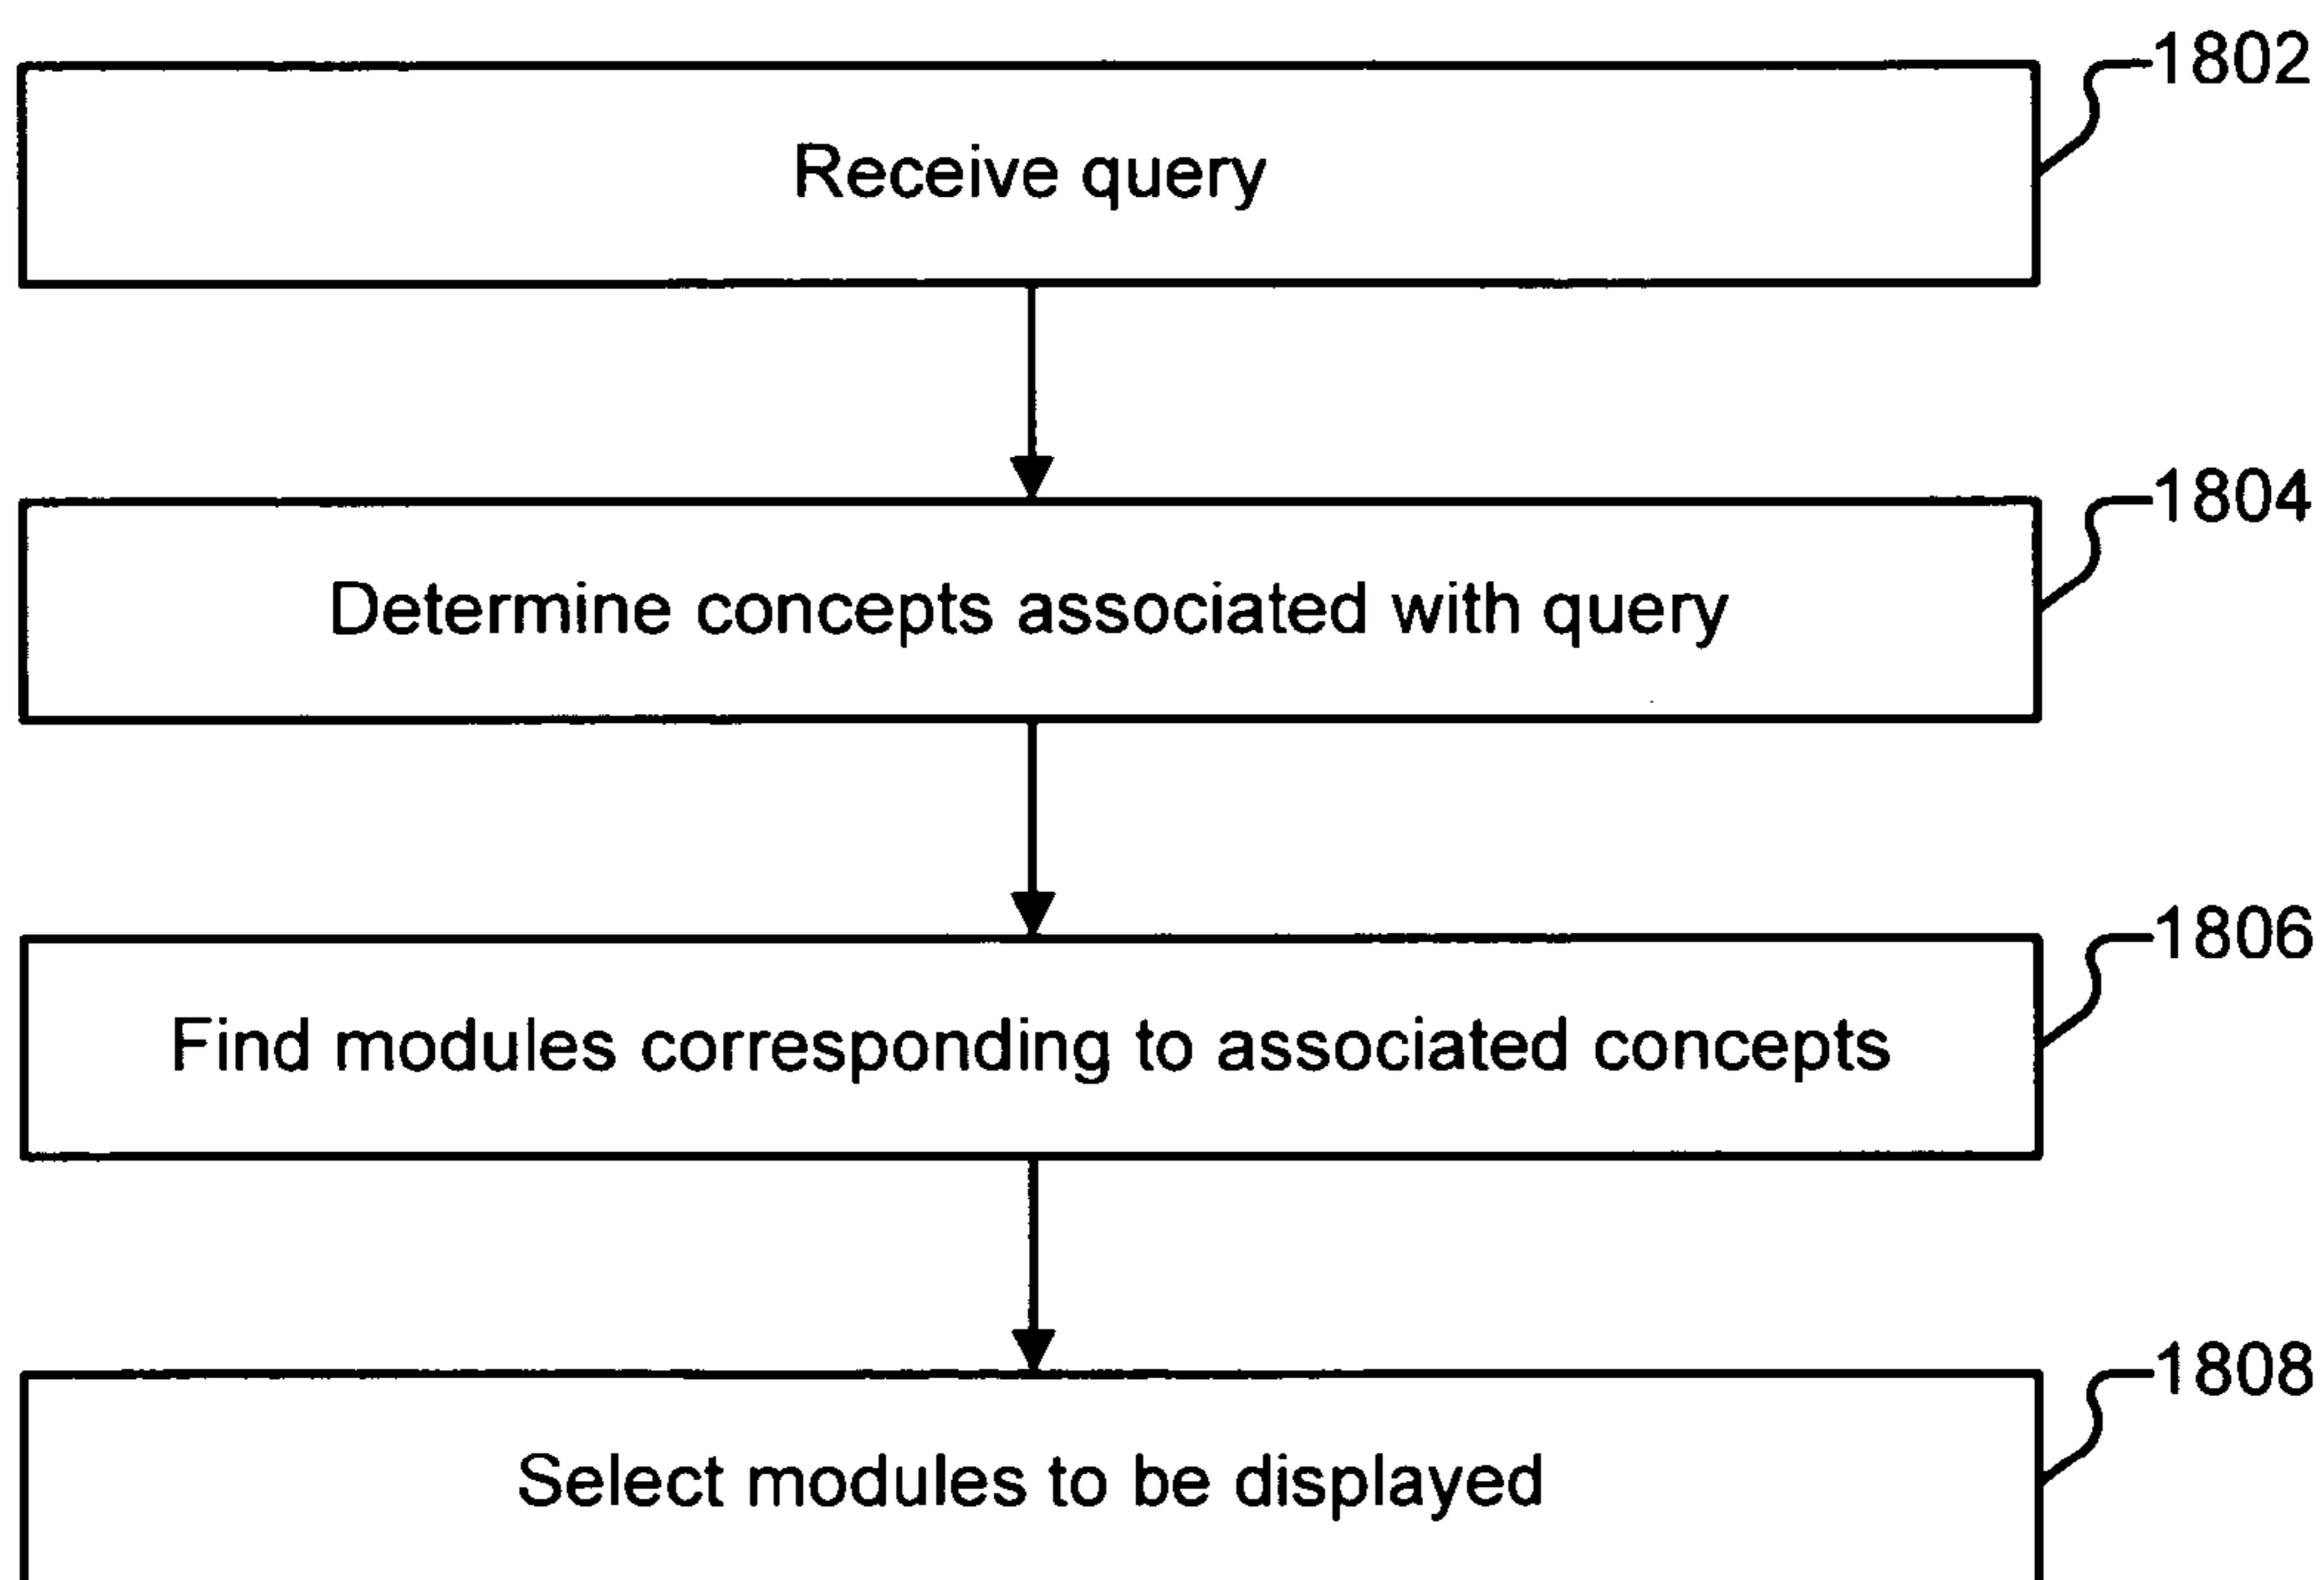 1802
Receive query
1804
Determine concepts associated with query
1806
Find modules corresponding to associated concepts
1808
Select modules to be displayed